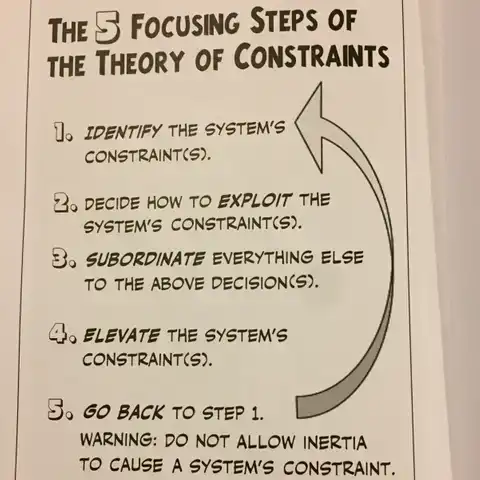 THE 5 FOCUSING STEPS OF
THE THEORY OF CONSTRAINTS
1. IDENTIFY THE SYSTEM'S
CONSTRAINT(S).
2. DECIDE HOW TO EXPLOIT THE
SYSTEM'S CONSTRAINT(S).
3. SUBORDINATE EVERYTHING ELSE
TO THE ABOVE DECISION(S).
4. ELEVATE THE SYSTEM'S
CONSTRAINT(S).
5. GO BACK TO STEP 1.
WARNING: DO NOT ALLOW INERTIA
TO CAUSE A SYSTEM'S CONSTRAINT.